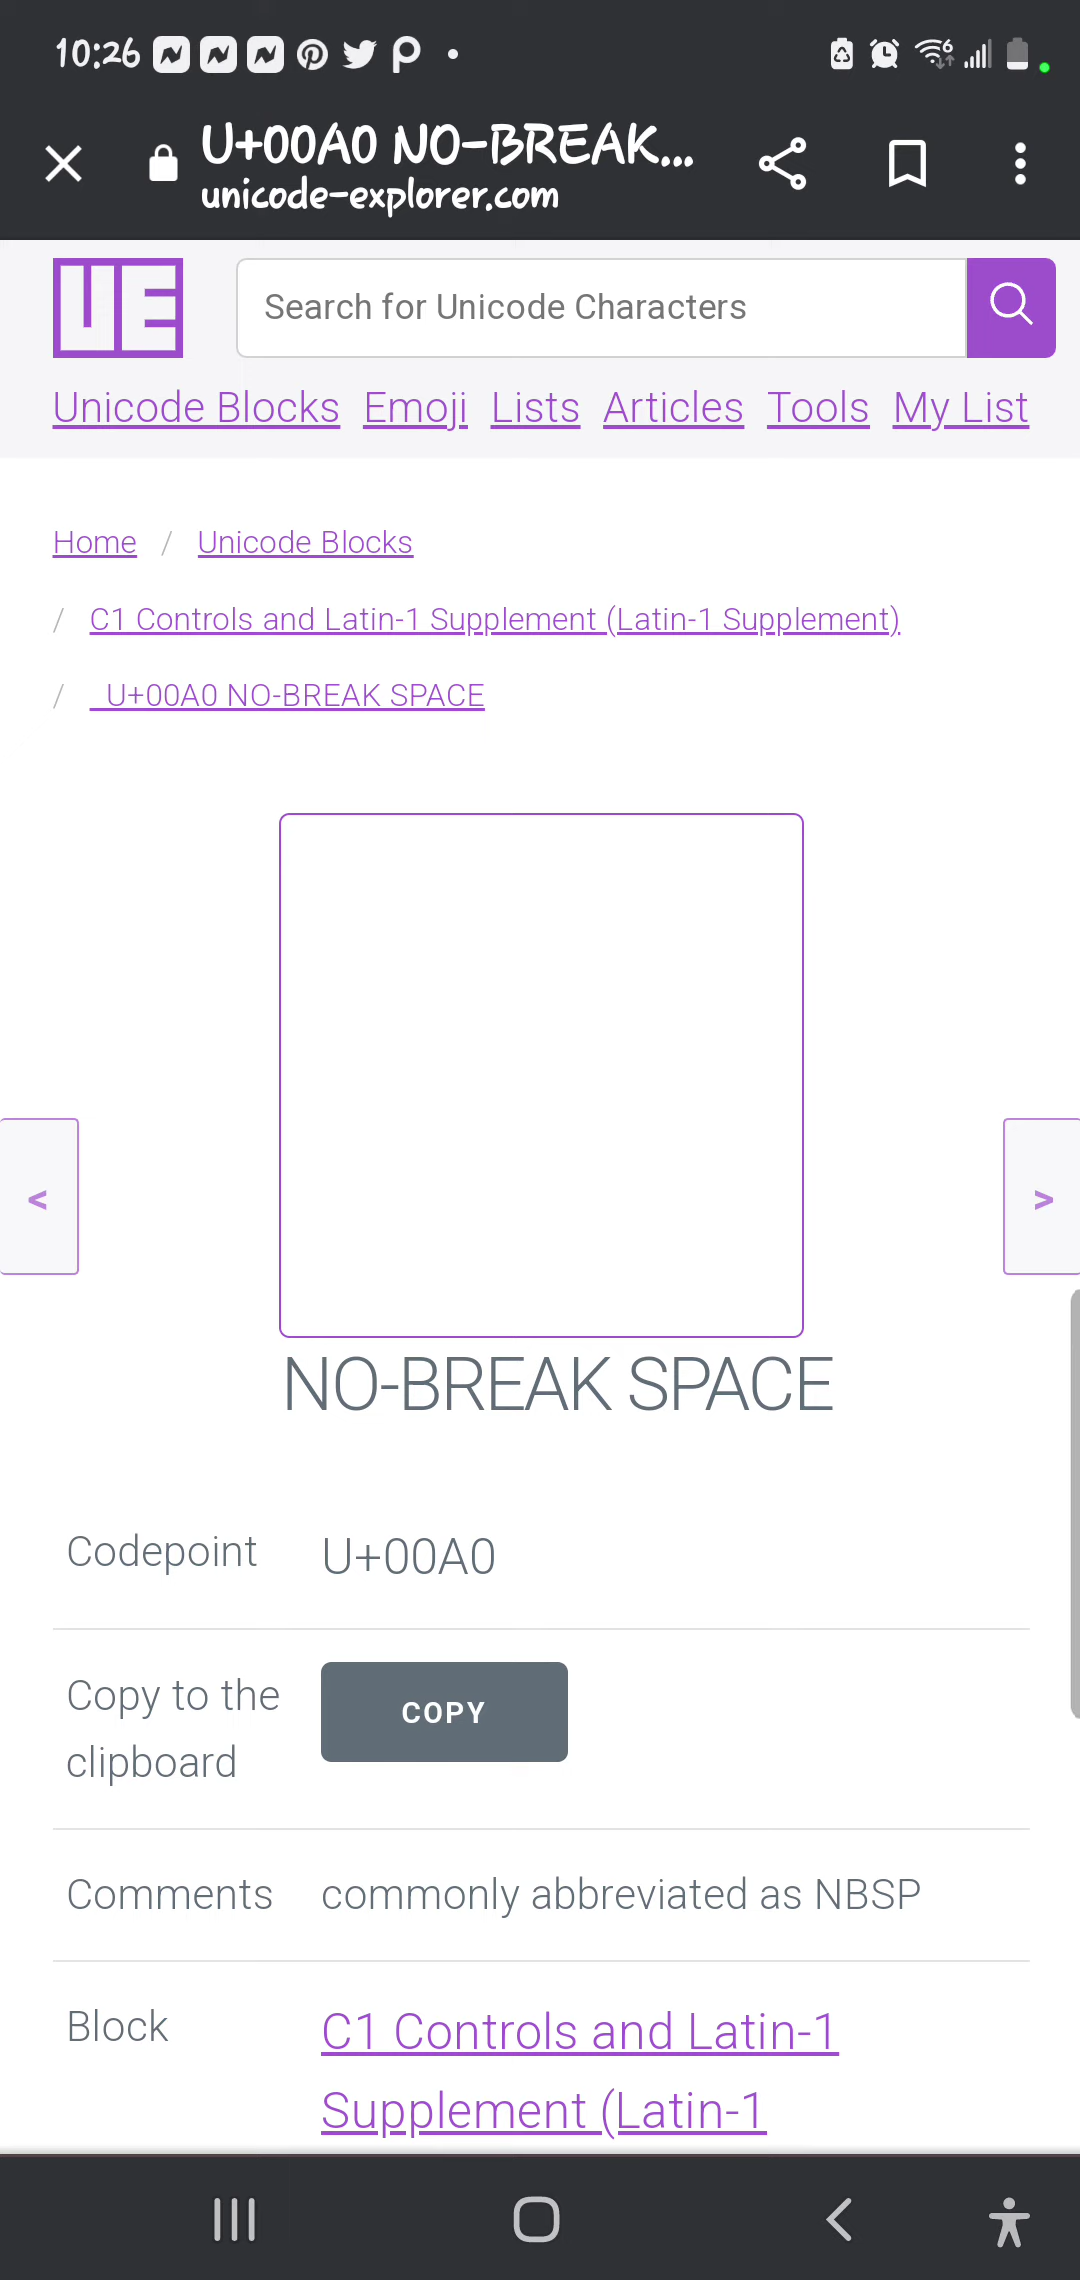 10:26
U+00A0 NO-BREAK...
unicode-explorer.com
UE
Search for Unicode Characters
Unicode Blocks Emoji Lists Articles Tools My List
Home / Unicode Blocks
/ C1 Controls and Latin-1 Supplement (Latin-1 Supplement)
/ U+00A0 NO-BREAK SPACE
< >
NO-BREAK SPACE
Codepoint U+00A0
Copy to the clipboard COPY
Comments commonly abbreviated as NBSP
Block C1 Controls and Latin-1
Supplement (Latin-1